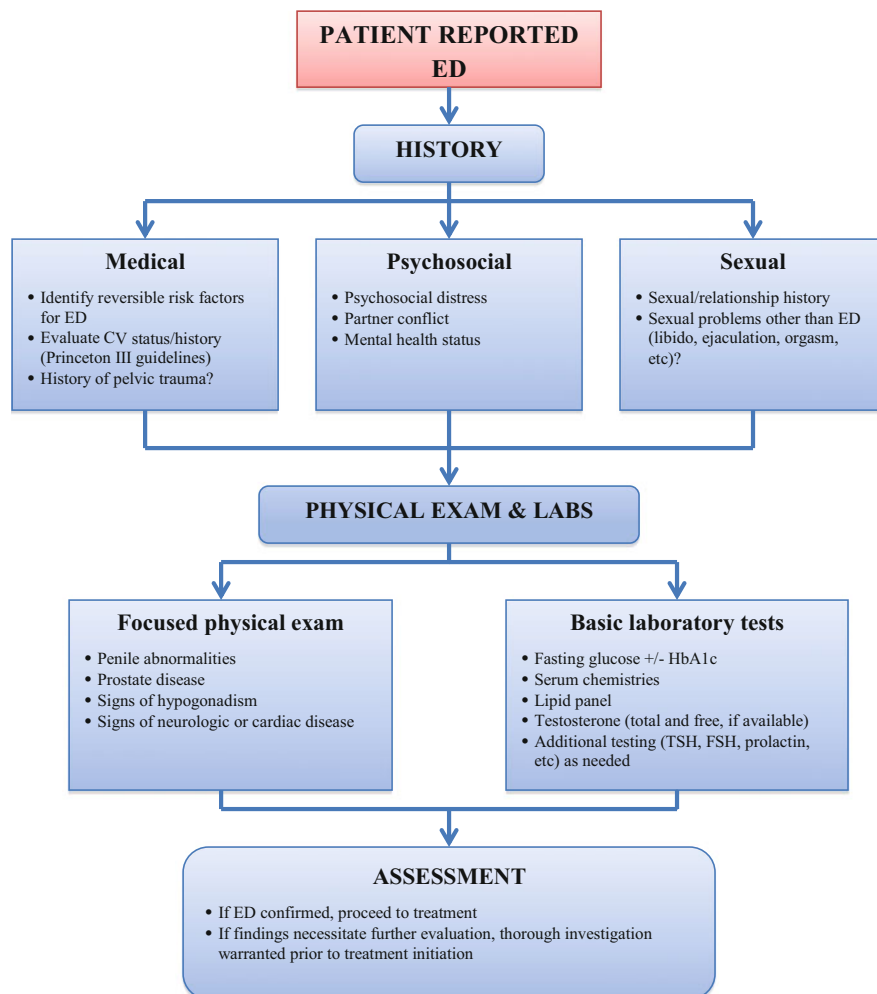 PATIENT REPORTED
ED
HISTORY
Medical
• Identify reversible risk factors
for ED
• Evaluate CV status/history
(Princeton III guidelines)
• History of pelvic trauma?
Psychosocial
• Psychosocial distress
• Partner conflict
• Mental health status
Sexual
• Sexual/relationship history
• Sexual problems other than ED
(libido, ejaculation, orgasm,
etc)?
PHYSICAL EXAM & LABS
Focused physical exam
• Penile abnormalities
• Prostate disease
• Signs of hypogonadism
• Signs of neurologic or cardiac disease
Basic laboratory tests
• Fasting glucose +/- HbA1c
• Serum chemistries
• Lipid panel
• Testosterone (total and free, if available)
• Additional testing (TSH, FSH, prolactin,
etc) as needed
ASSESSMENT
• If ED confirmed, proceed to treatment
• If findings necessitate further evaluation, thorough investigation
warranted prior to treatment initiation